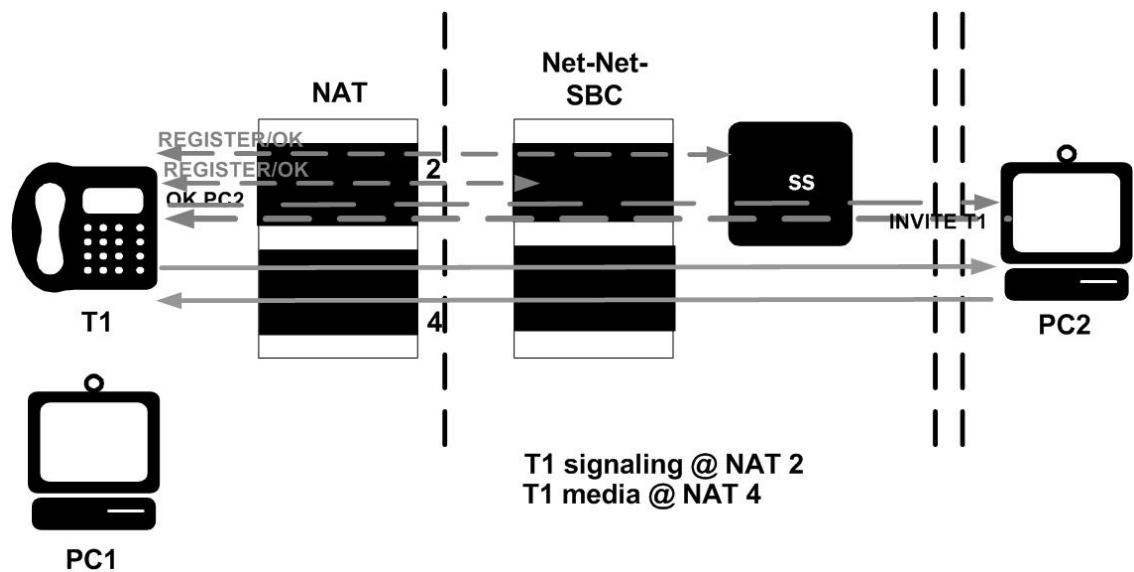 Net-Net-
SBC
NAT
REGISTER/OK
REGISTER/OK
2
OK PC2
SS
INVITE T1
4
T1
PC2
T1 signaling @ NAT 2
T1 media @ NAT 4
PC1